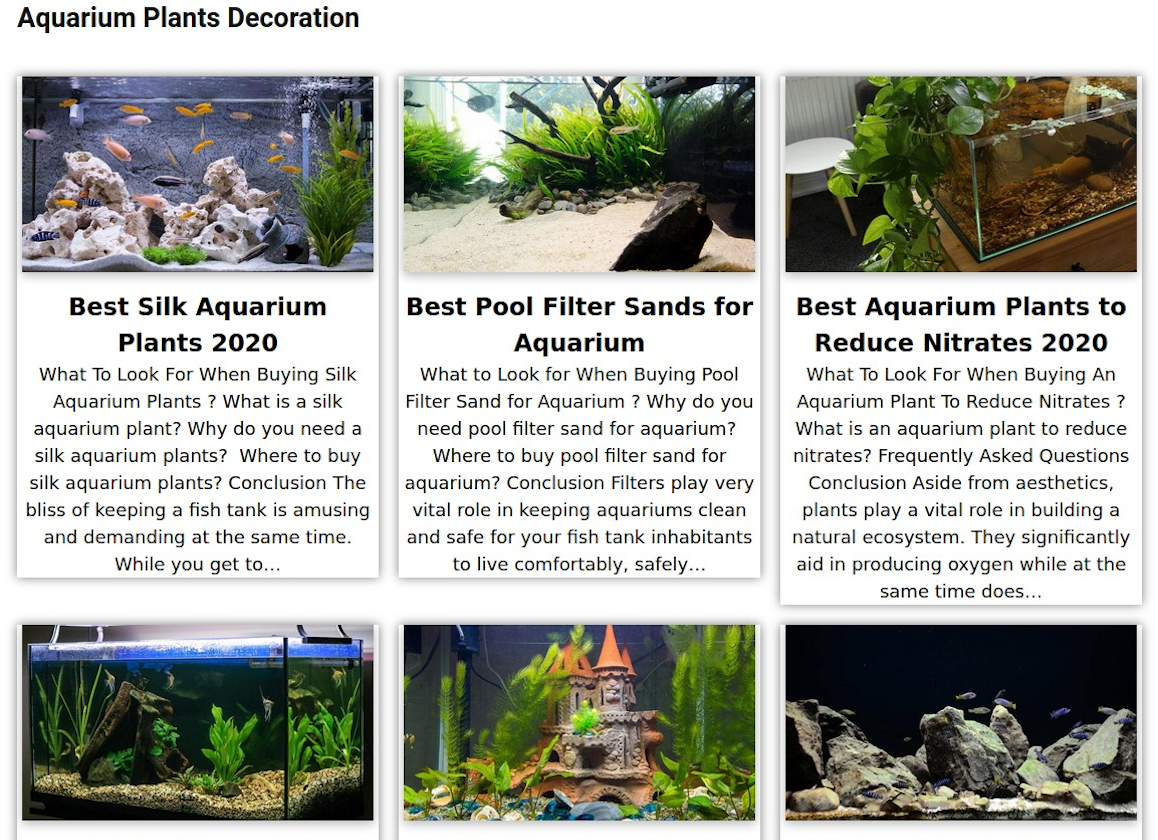 Aquarium Plants Decoration
Best Silk Aquarium
Plants 2020
What To Look For When Buying Silk
Aquarium Plants ? What is a silk
aquarium plant? Why do you need a
silk aquarium plants?  Where to buy
silk aquarium plants? Conclusion The
bliss of keeping a fish tank is amusing
and demanding at the same time.
While you get to…
Best Pool Filter Sands for
Aquarium
What to Look for When Buying Pool
Filter Sand for Aquarium ? Why do you
need pool filter sand for aquarium?
Where to buy pool filter sand for
aquarium? Conclusion Filters play very
vital role in keeping aquariums clean
and safe for your fish tank inhabitants
to live comfortably, safely…
Best Aquarium Plants to
Reduce Nitrates 2020
What To Look For When Buying An
Aquarium Plant To Reduce Nitrates ?
What is an aquarium plant to reduce
nitrates? Frequently Asked Questions
Conclusion Aside from aesthetics,
plants play a vital role in building a
natural ecosystem. They significantly
aid in producing oxygen while at the
same time does…